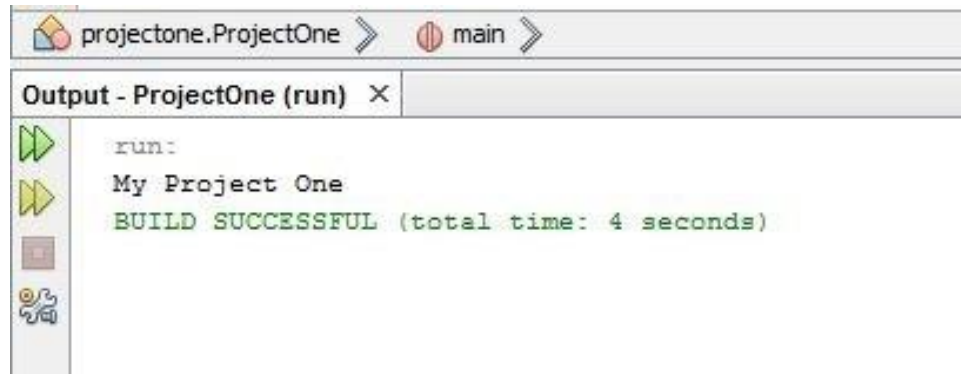 projectone.ProjectOne main
Output - ProjectOne (run)
run:
My Project One
BUILD SUCCESSFUL (total time: 4 seconds)